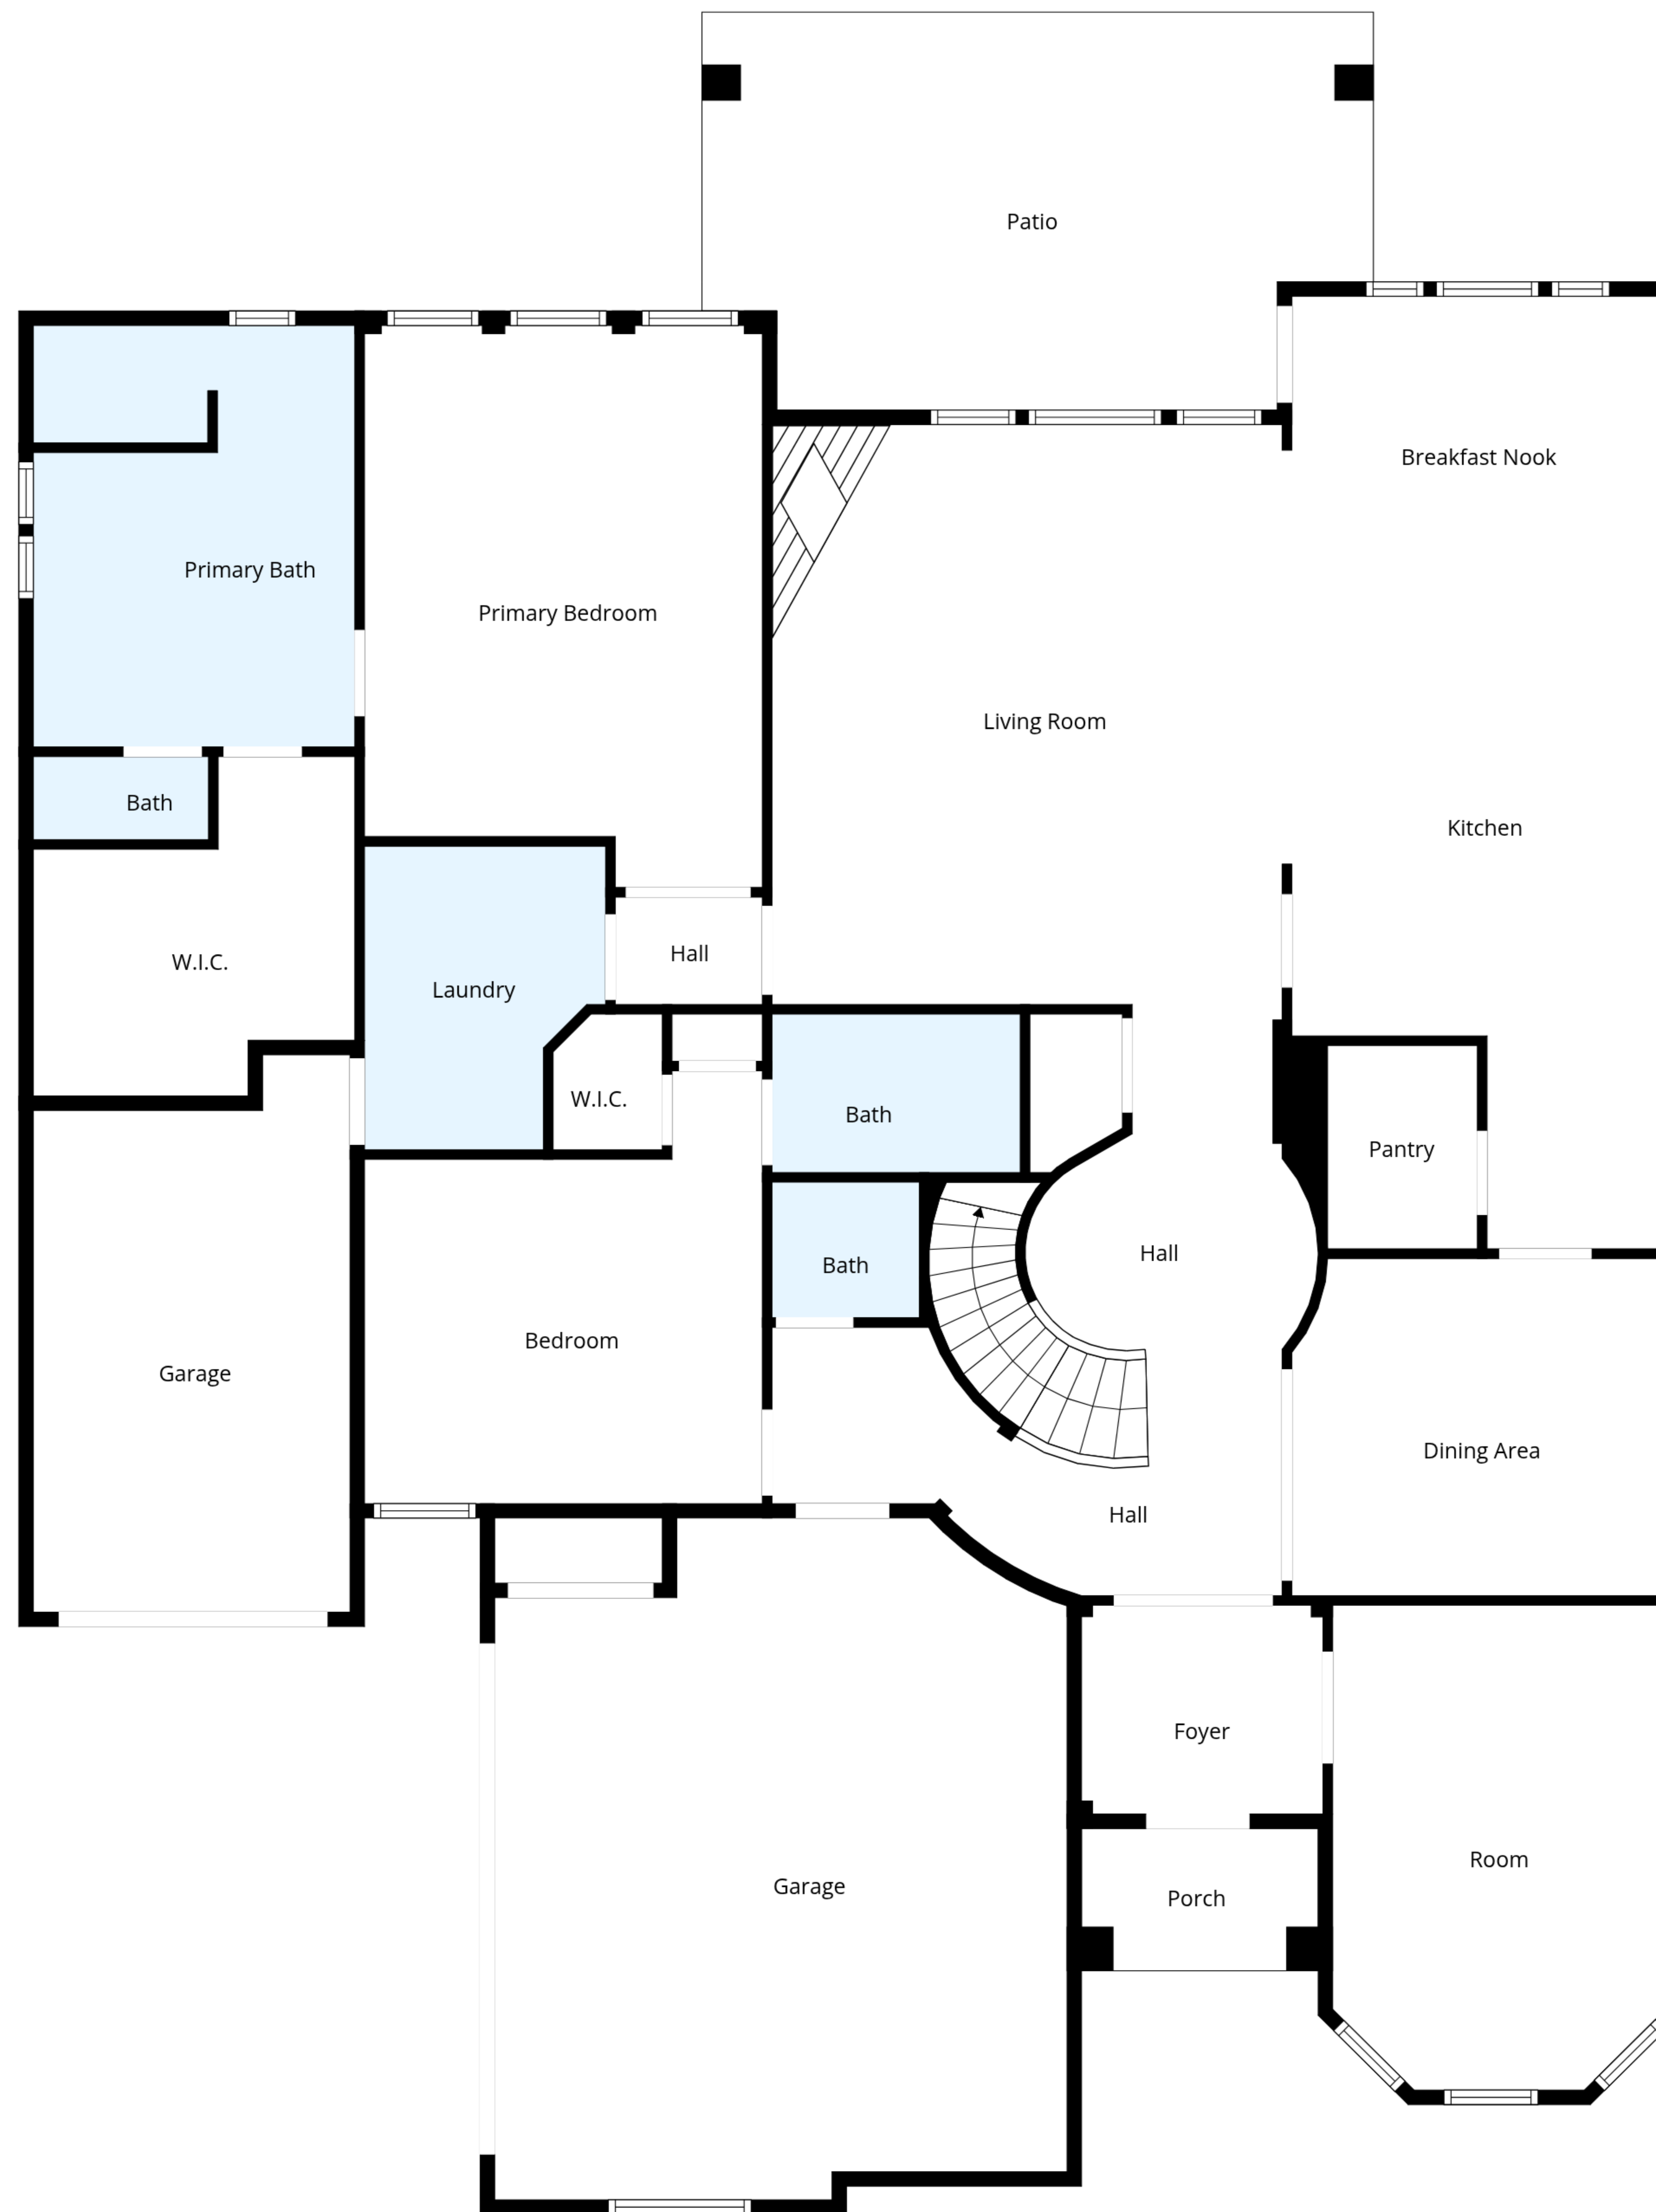 Patio
Breakfast Nook
Primary Bath
Primary Bedroom
Living Room
Bath
Kitchen
W.I.C.
Hall
Laundry
W.I.C.
Bath
Pantry
Hall
Bath
Bedroom
Garage
Dining Area
Hall
Foyer
Room
Garage
Porch